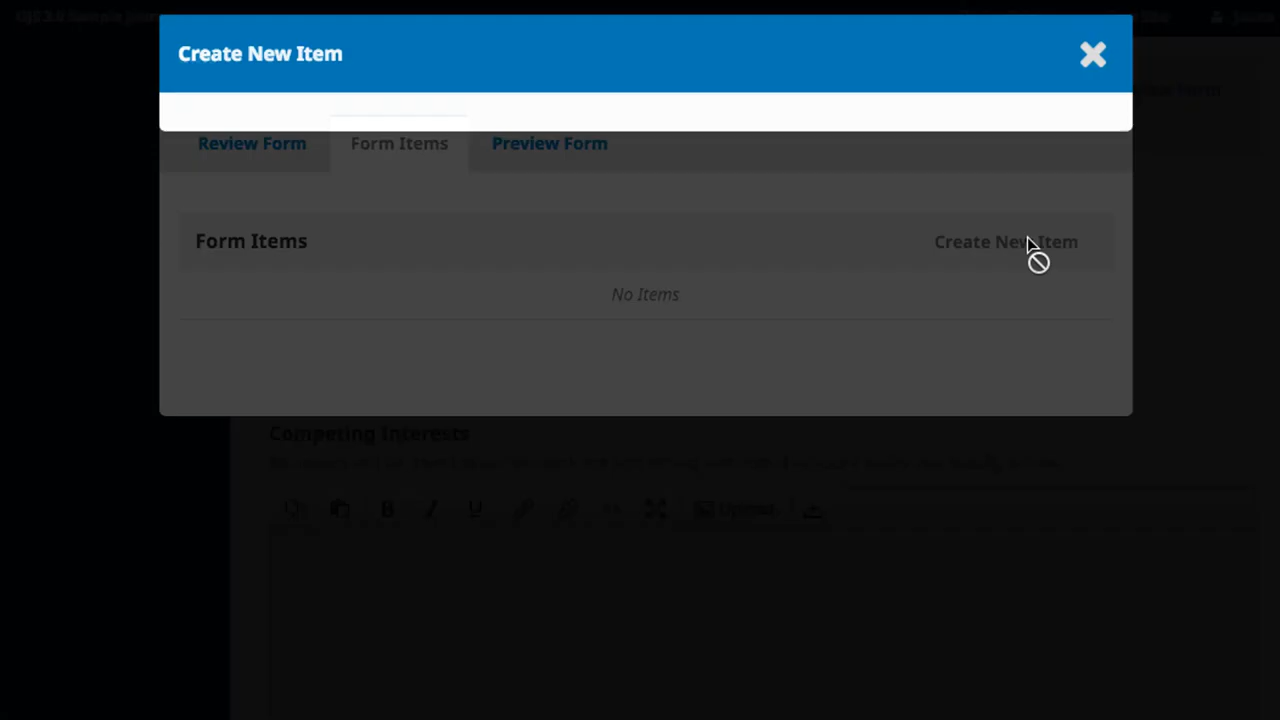 Create New Item
Review Form
Form Items
Preview Form
Form Items
Create New Item
No Items
Competing Interests
B I U
Upload